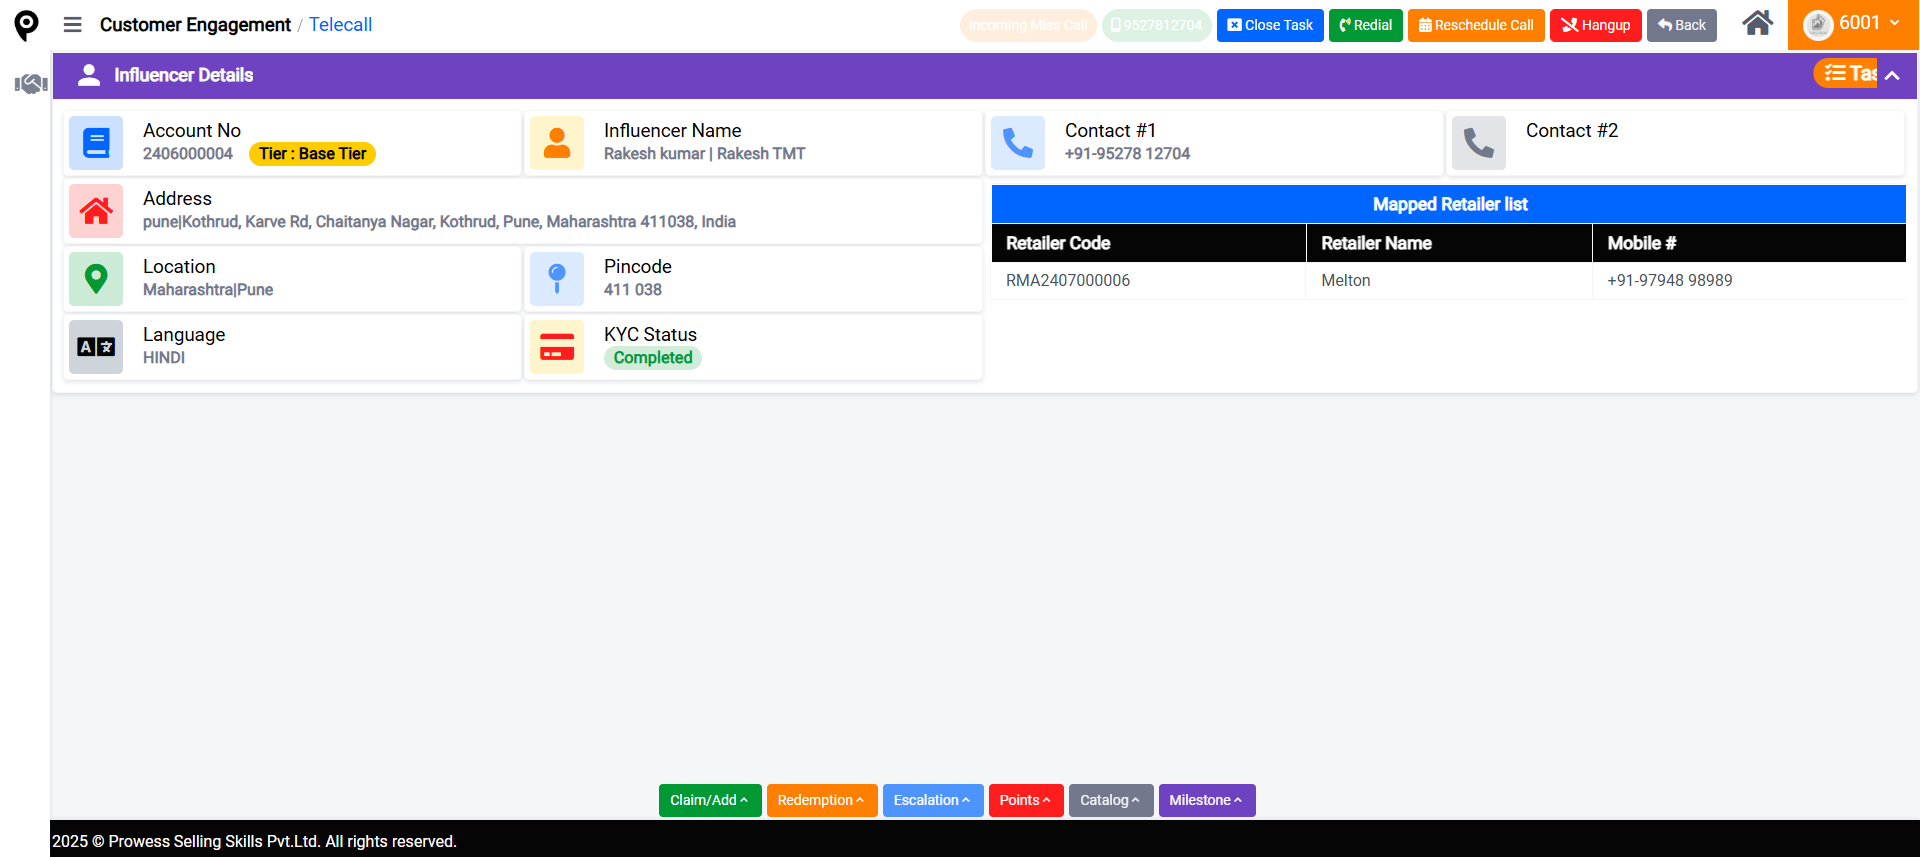 Customer Engagement / Telecall
Incoming Miss Call
9527812704
Close Task
Redial
Reschedule Call
Hangup
Back
6001
Influencer Details
Tas
Account No
2406000004
Tier : Base Tier
Influencer Name
Rakesh kumar | Rakesh TMT
Contact #1
+91-95278 12704
Contact #2
Address
pune|Kothrud, Karve Rd, Chaitanya Nagar, Kothrud, Pune, Maharashtra 411038, India
Mapped Retailer list
Retailer Code Retailer Name Mobile #
RMA2407000006 Melton +91-97948 98989
Location
Maharashtra|Pune
Pincode
411 038
Language
HINDI
KYC Status
Completed
Claim/Add
Redemption
Escalation
Points
Catalog
Milestone
2025 © Prowess Selling Skills Pvt.Ltd. All rights reserved.